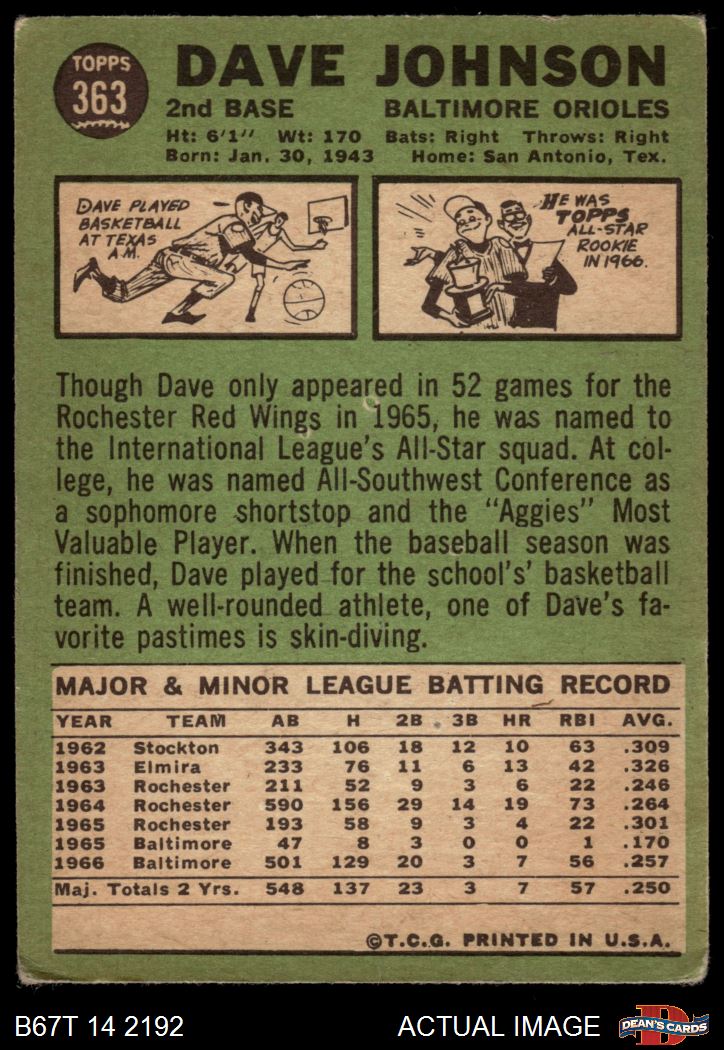 TOPPS
363
DAVE JOHNSON
2nd BASE BALTIMORE ORIOLES
Ht: 6'1" Wt: 170 Bats: Right Throws: Right
Born: Jan. 30, 1943 Home: San Antonio, Tex.
DAVE PLAYED
BASKETBALL
AT TEXAS
A.M.
HE WAS
TOPPS
ALL-STAR
ROOKIE
IN 1966.
Though Dave only appeared in 52 games for the
Rochester Red Wings in 1965, he was named to
the International League's All-Star squad. At col-
lege, he was named All-Southwest Conference as
a sophomore shortstop and the "Aggies" Most
Valuable Player. When the baseball season was
finished, Dave played for the school's' basketball
team. A well-rounded athlete, one of Dave's fa-
vorite pastimes is skin-diving.
MAJOR & MINOR LEAGUE BATTING RECORD
YEAR TEAM AB H 2B 3B HR RBI AVG.
1962 Stockton 343 106 18 12 10 63 .309
1963 Elmira 233 76 11 6 13 42 .326
1963 Rochester 211 52 9 3 6 22 .246
1964 Rochester 590 156 29 14 19 73 .264
1965 Rochester 193 58 9 3 4 22 .301
1965 Baltimore 47 8 3 0 0 1 .170
1966 Baltimore 501 129 20 3 7 56 .257
Maj. Totals 2 Yrs. 548 137 23 3 7 57 .250
©T.C.G. PRINTED IN U.S.A.
B67T 14 2192 ACTUAL IMAGE
D
DEAN'S CARDS